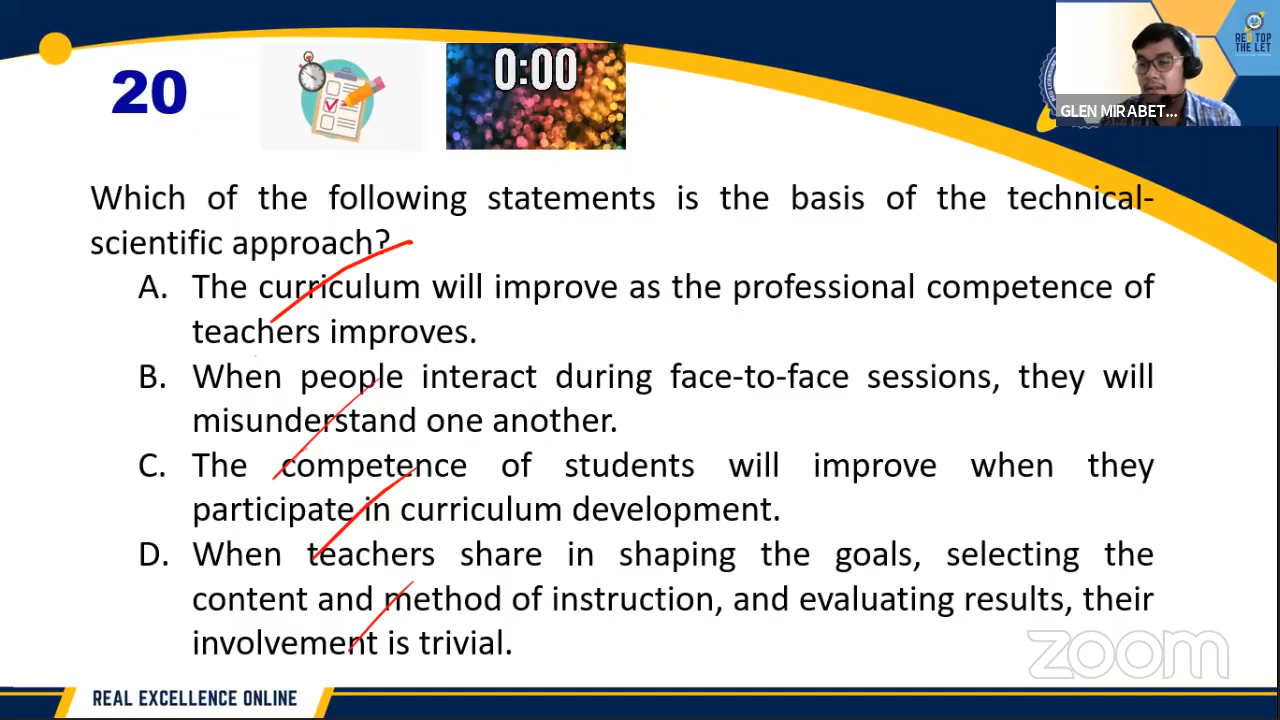 RE TOP
THE LET
20
0:00
GLEN MIRABET...
Which of the following statements is the basis of the technical-
scientific approach?
A. The curriculum will improve as the professional competence of
teachers improves.
B. When people interact during face-to-face sessions, they will
misunderstand one another.
C. The competence of students will improve when they
participate in curriculum development.
D. When teachers share in shaping the goals, selecting the
content and method of instruction, and evaluating results, their
involvement is trivial.
zoom
REAL EXCELLENCE ONLINE